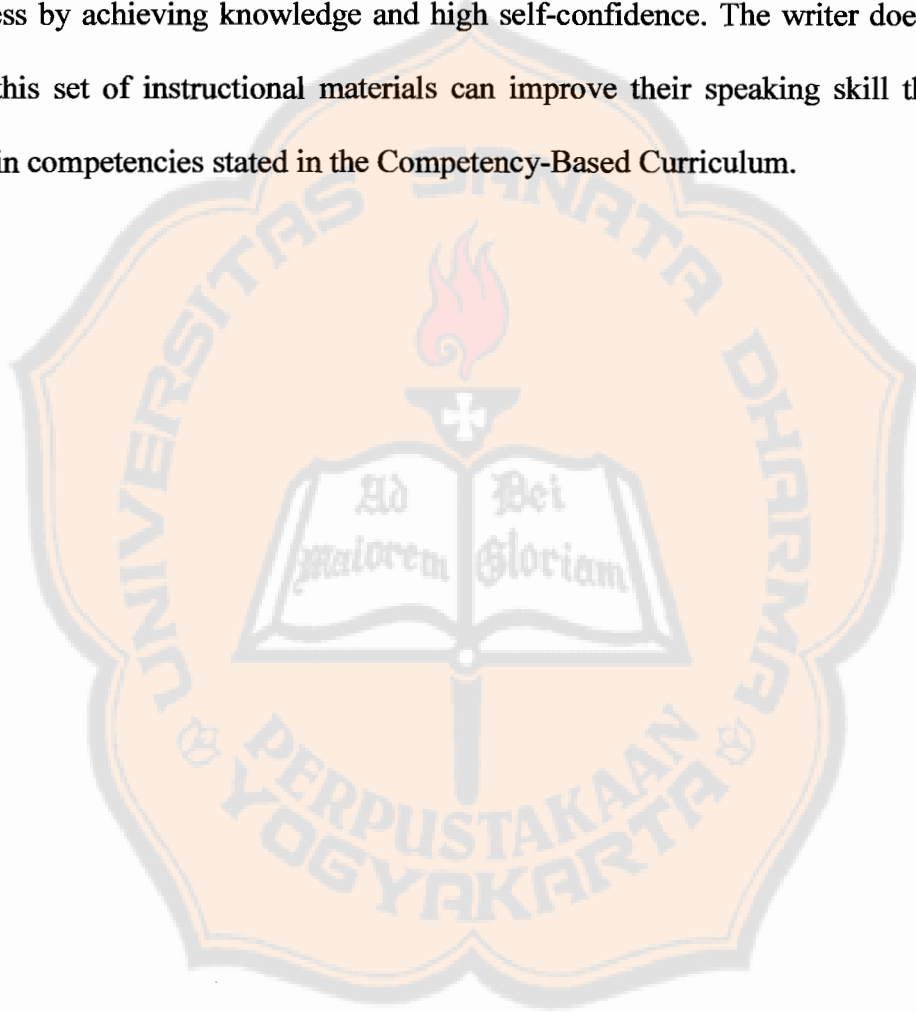 ess by achieving knowledge and high self-confidence. The writer doe
this set of instructional materials can improve their speaking skill th
in competencies stated in the Competency-Based Curriculum.
UNIVERSITAS SANATA DHARMA
Ad Dei
Maiorem Gloriam
PERPUSTAKAAN
YOGYAKARTA